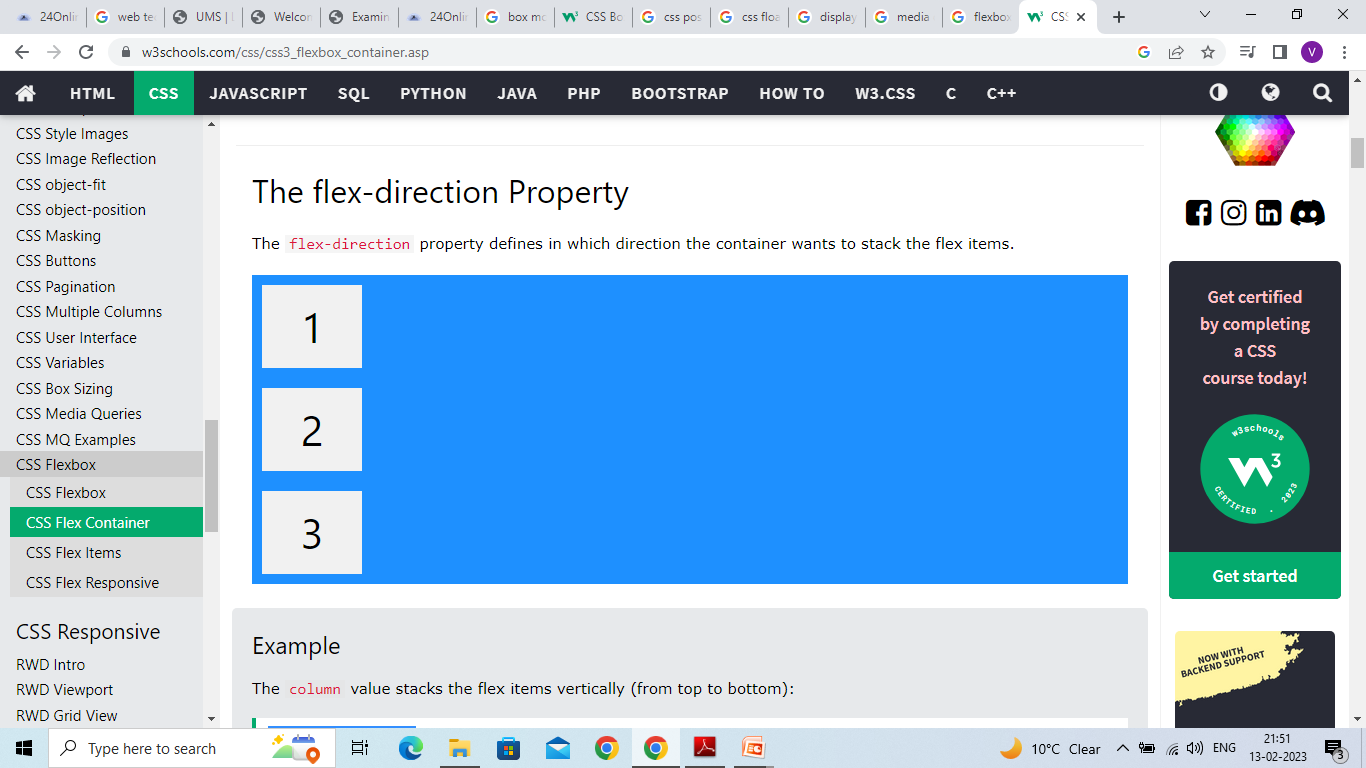 24Onli
web te
UMS |
Welcom
Examin
24Onli
box mo
CSS Bo
css pos
css floa
display
media
flexbox
CSS
w3schools.com/css/css3_flexbox_container.asp
V
HTML CSS JAVASCRIPT SQL PYTHON JAVA PHP BOOTSTRAP HOW TO W3.CSS C C++
CSS Style Images
CSS Image Reflection
CSS object-fit
CSS object-position
CSS Masking
CSS Buttons
CSS Pagination
CSS Multiple Columns
CSS User Interface
CSS Variables
CSS Box Sizing
CSS Media Queries
CSS MQ Examples
CSS Flexbox
CSS Flexbox
CSS Flex Container
CSS Flex Items
CSS Flex Responsive
CSS Responsive
RWD Intro
RWD Viewport
RWD Grid View
The flex-direction Property
The flex-direction property defines in which direction the container wants to stack the flex items.
1
2
3
Example
The column value stacks the flex items vertically (from top to bottom):
Get certified
by completing
a CSS
course today!
w3schools
3
CERTIFIED . 2023
Get started
NOW WITH
BACKEND SUPPORT
Type here to search
10°C Clear
ENG
21:51
13-02-2023
3